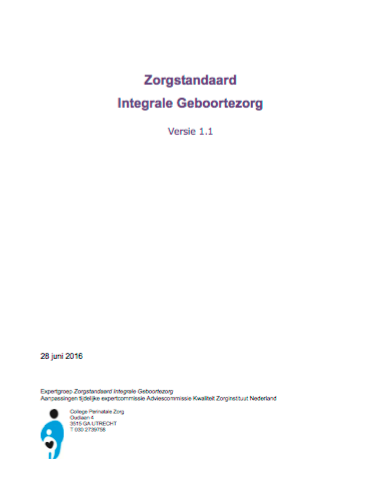 Zorgstandaard
Integrale Geboortezorg
Versie 1.1
28 juni 2016
Expertgroep Zorgstandaard Integrale Geboortezorg
Aanpassingen tijdelijke expertcommissie Adviescommissie Kwaliteit Zorginstituut Nederland
College Perinatale Zorg
Oudlaan 4
3515 GA UTRECHT
T 030 2739786